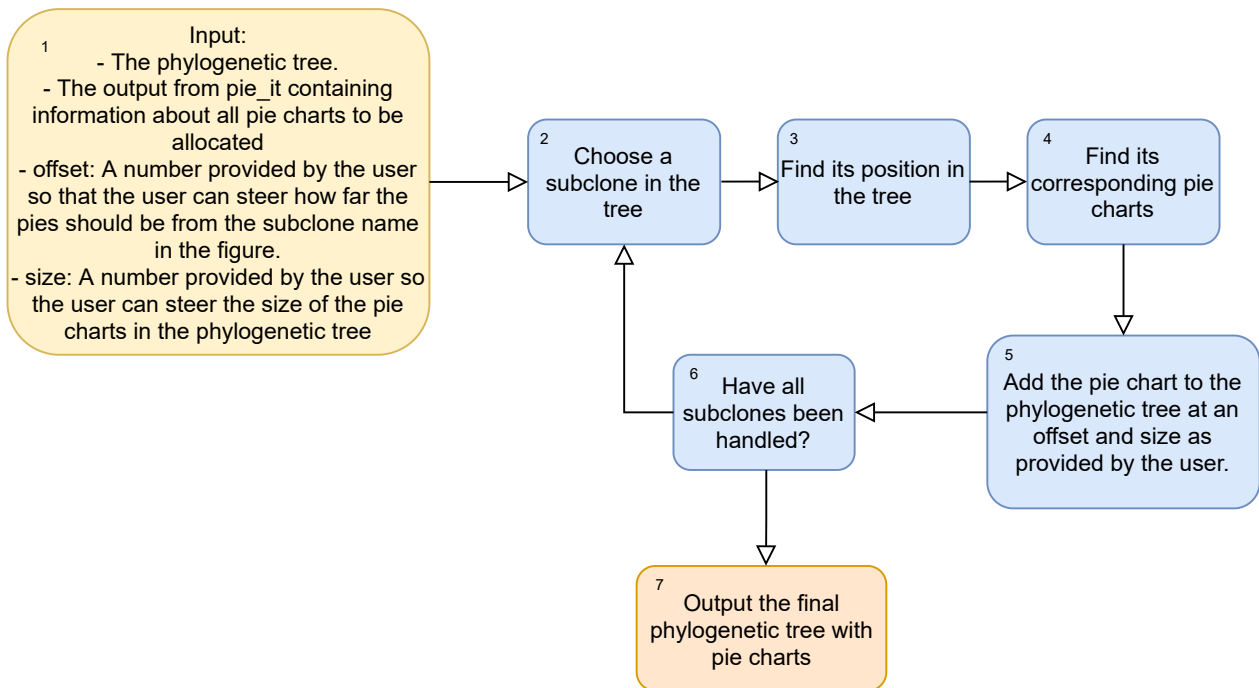 1
Input:
- The phylogenetic tree.
- The output from pie_it containing
information about all pie charts to be
allocated
- offset: A number provided by the user
so that the user can steer how far the
pies should be from the subclone name
in the figure.
- size: A number provided by the user so
the user can steer the size of the pie
charts in the phylogenetic tree
2
Choose a
subclone in the
tree
3
Find its position in
the tree
4
Find its
corresponding pie
charts
5
Add the pie chart to the
phylogenetic tree at an
offset and size as
provided by the user.
6
Have all
subclones been
handled?
7
Output the final
phylogenetic tree with
pie charts